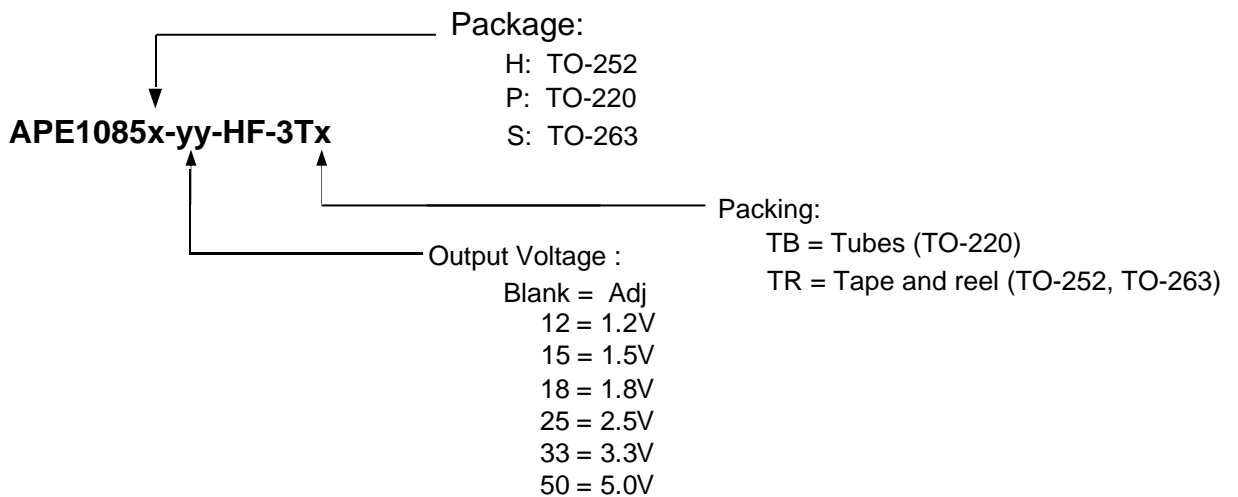 Package:
H: TO-252
P: TO-220
S: TO-263
APE1085x-yy-HF-3Tx
Packing:
TB = Tubes (TO-220)
TR = Tape and reel (TO-252, TO-263)
Output Voltage :
Blank = Adj
12 = 1.2V
15 = 1.5V
18 = 1.8V
25 = 2.5V
33 = 3.3V
50 = 5.0V